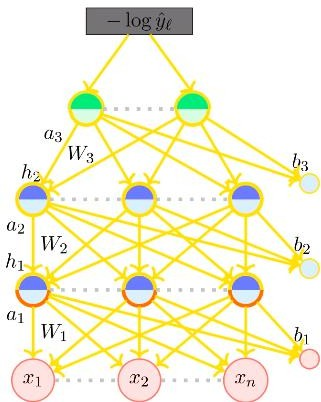 − log ŷ_ℓ
a_3
W_3
b_3
h_2
a_2
W_2
b_2
h_1
a_1
W_1
b_1
x_1 x_2 x_n